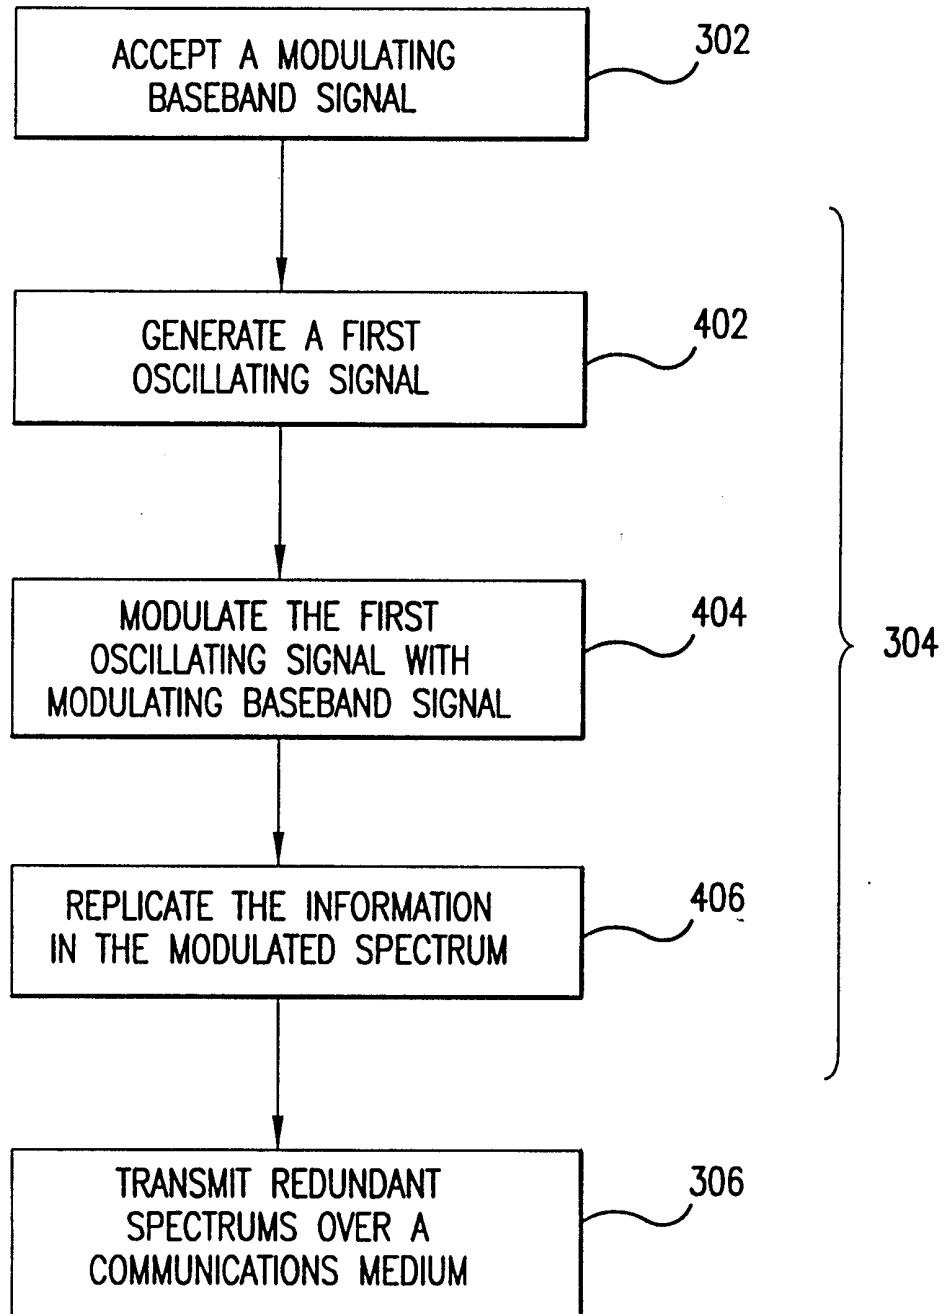 ACCEPT A MODULATING
BASEBAND SIGNAL
302
GENERATE A FIRST
OSCILLATING SIGNAL
402
MODULATE THE FIRST
OSCILLATING SIGNAL WITH
MODULATING BASEBAND SIGNAL
404
304
REPLICATE THE INFORMATION
IN THE MODULATED SPECTRUM
406
TRANSMIT REDUNDANT
SPECTRUMS OVER A
COMMUNICATIONS MEDIUM
306